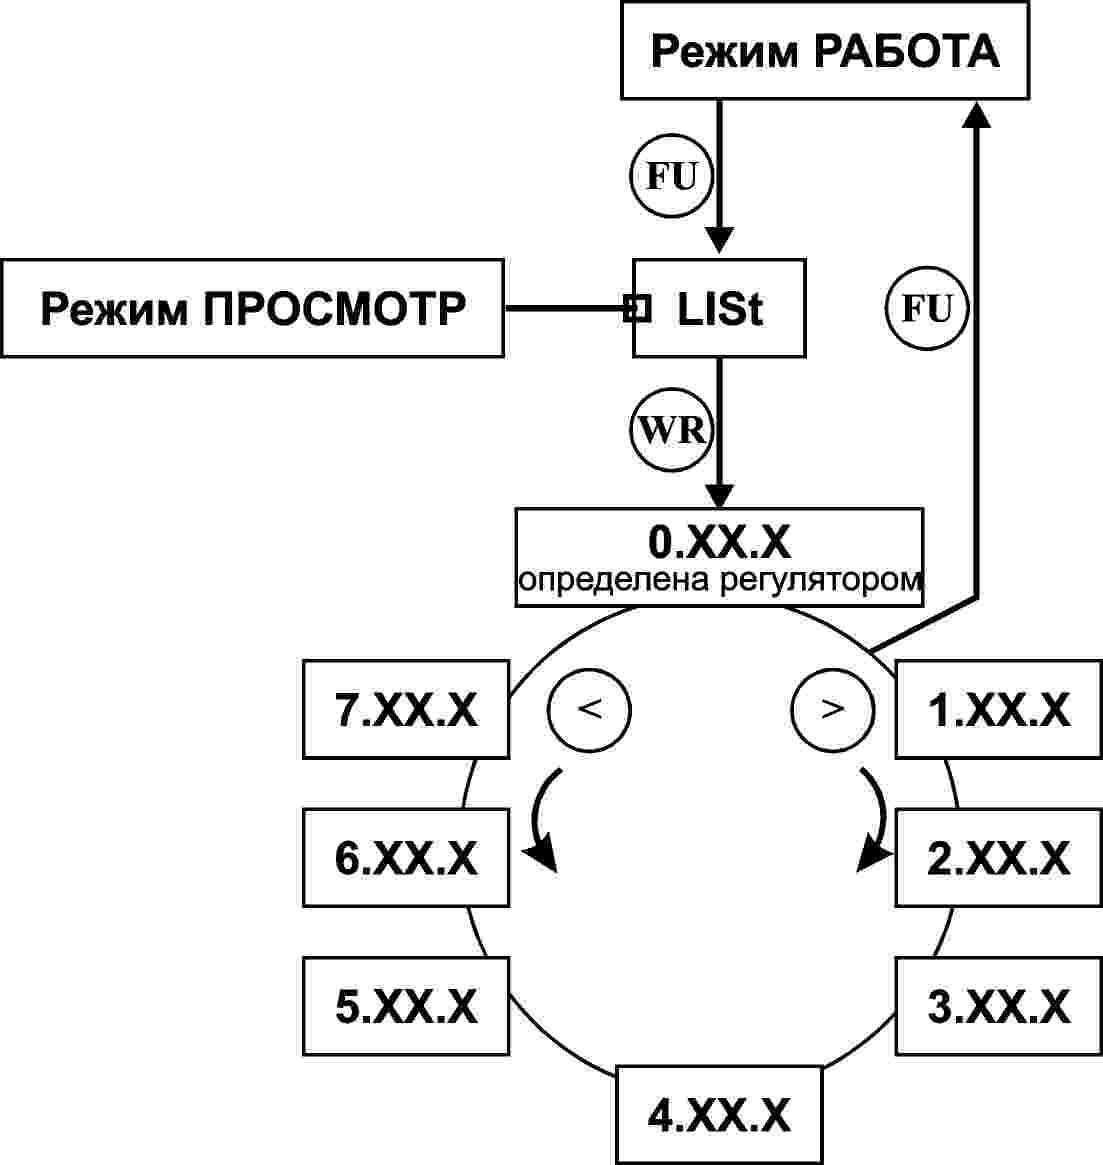 Режим РАБОТА
FU
Режим ПРОСМОТР
LISt
FU
WR
0.XX.X
определена регулятором
7.XX.X
<
>
1.XX.X
6.XX.X
2.XX.X
5.XX.X
3.XX.X
4.XX.X